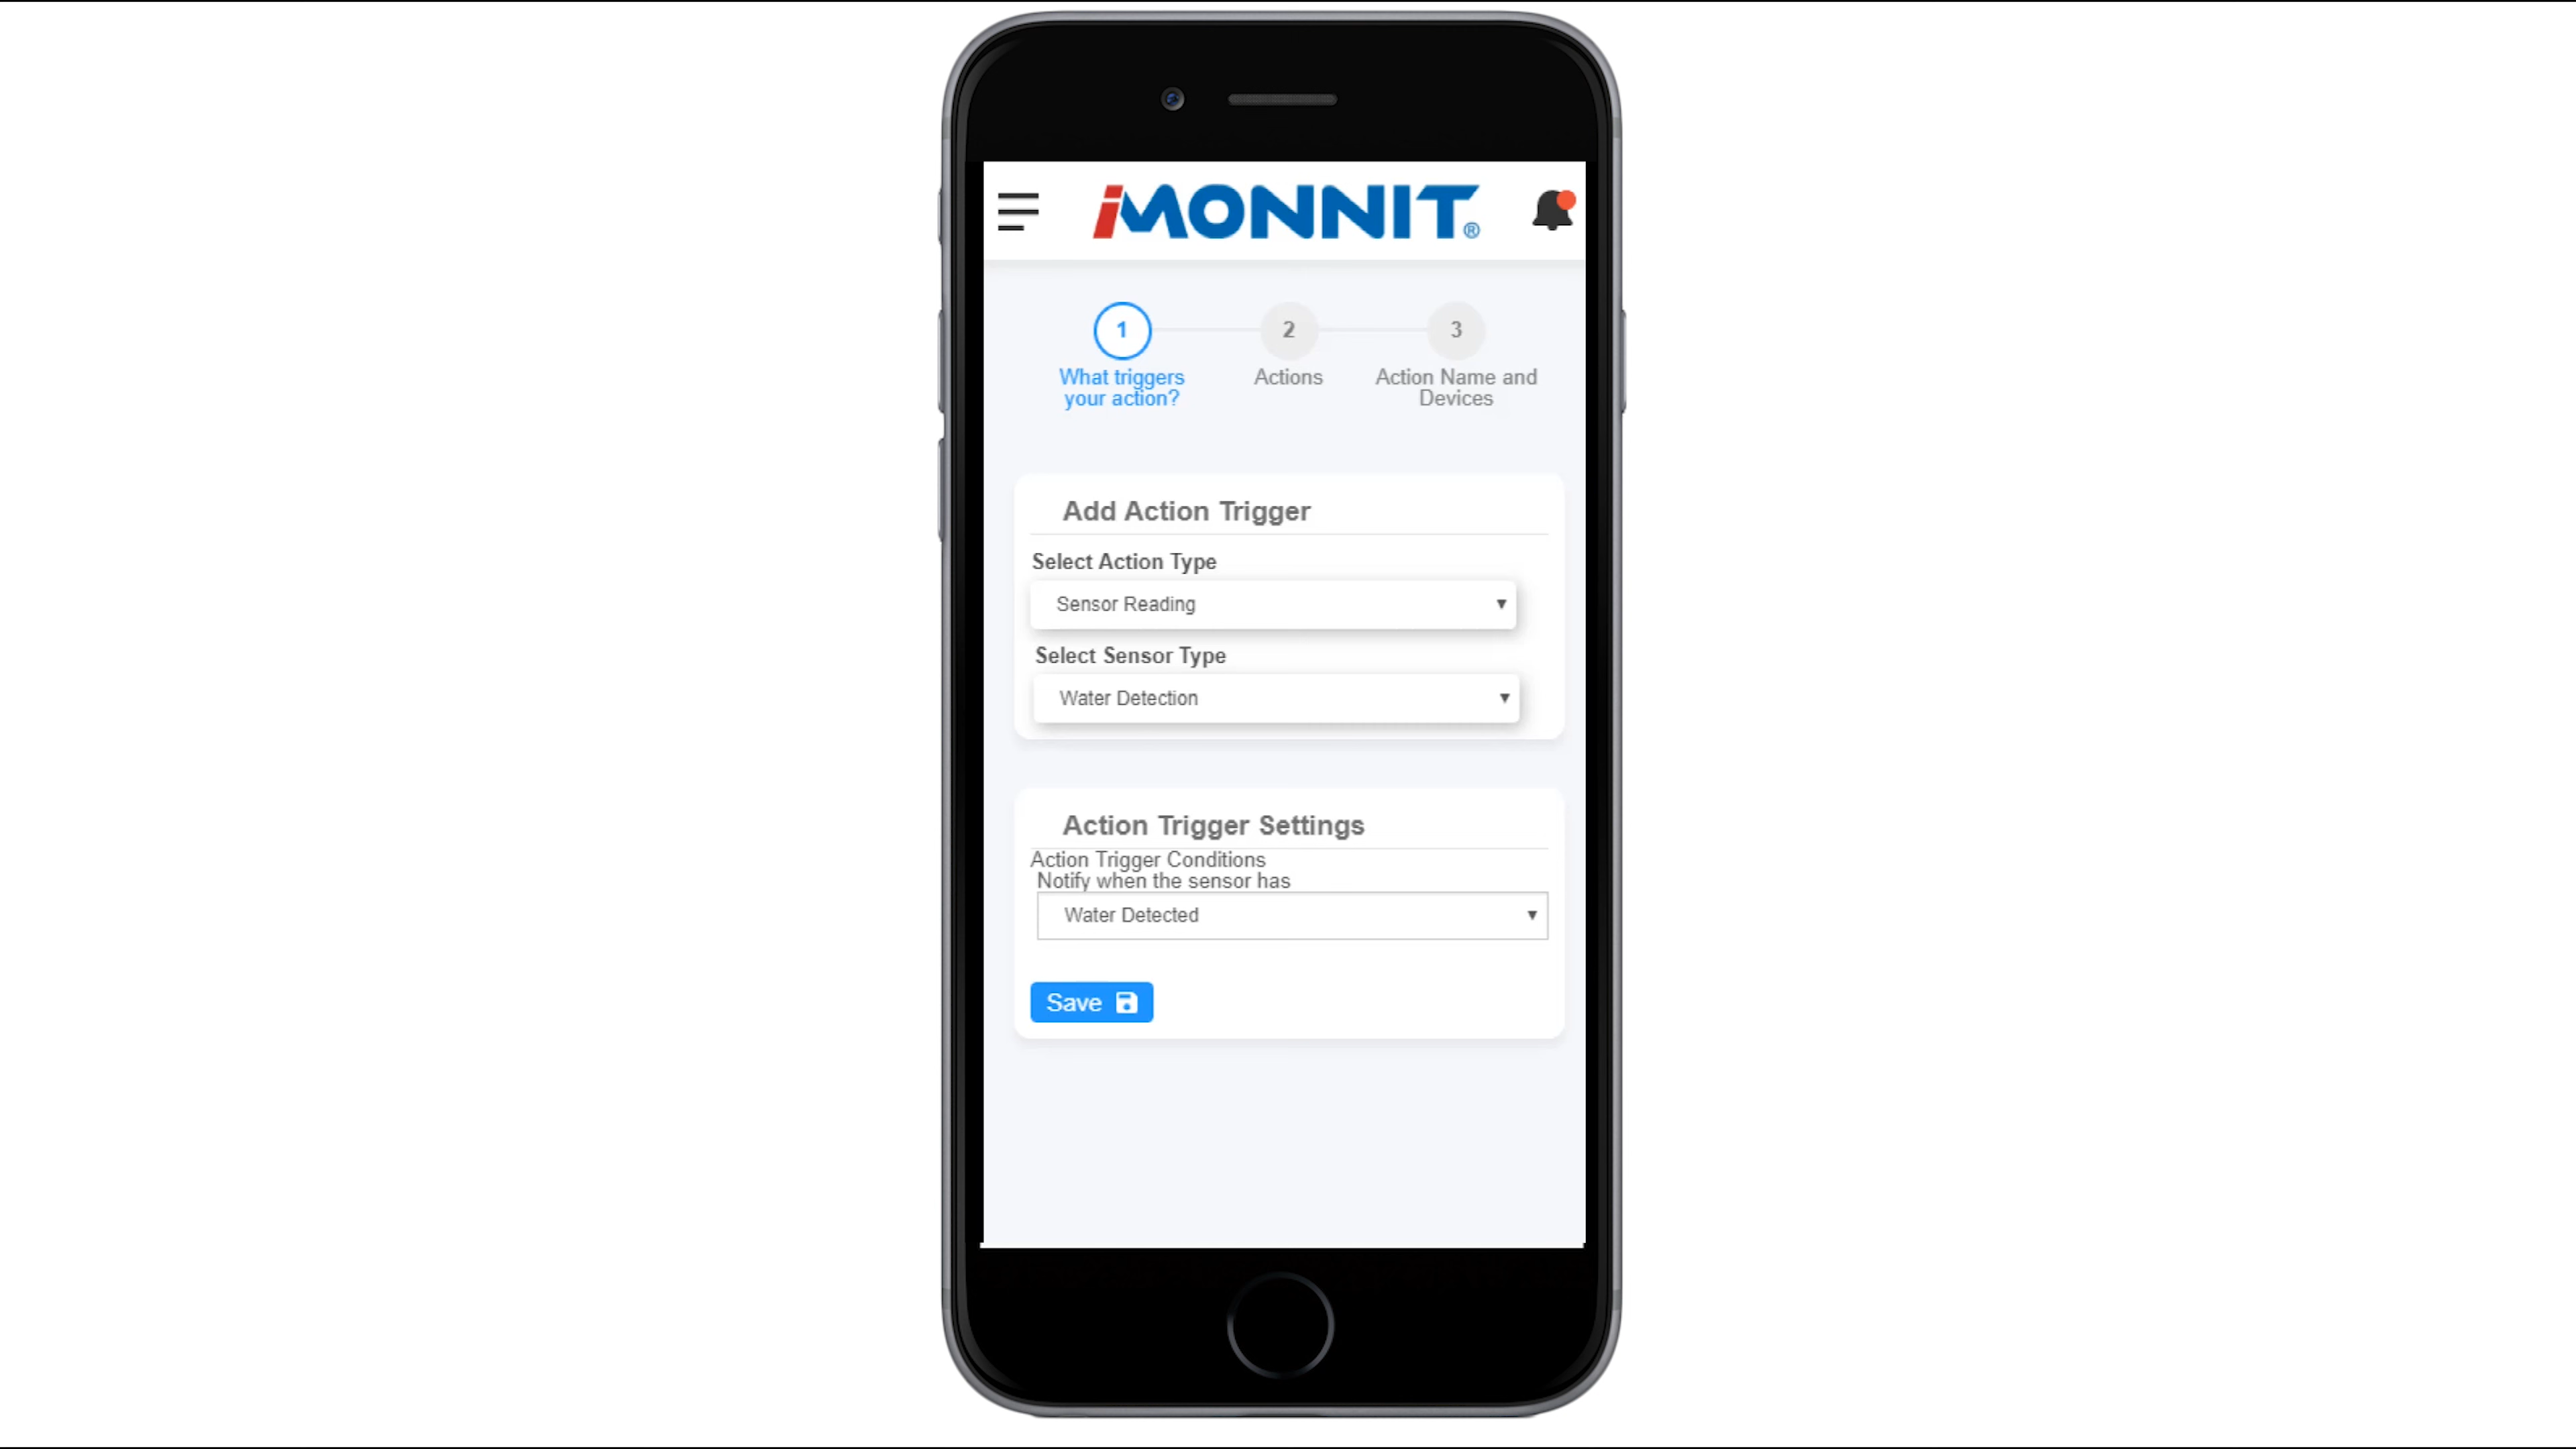 iMONNIT®
1
2
3
What triggers
your action?
Actions
Action Name and
Devices
Add Action Trigger
Select Action Type
Sensor Reading
Select Sensor Type
Water Detection
Action Trigger Settings
Action Trigger Conditions
Notify when the sensor has
Water Detected
Save